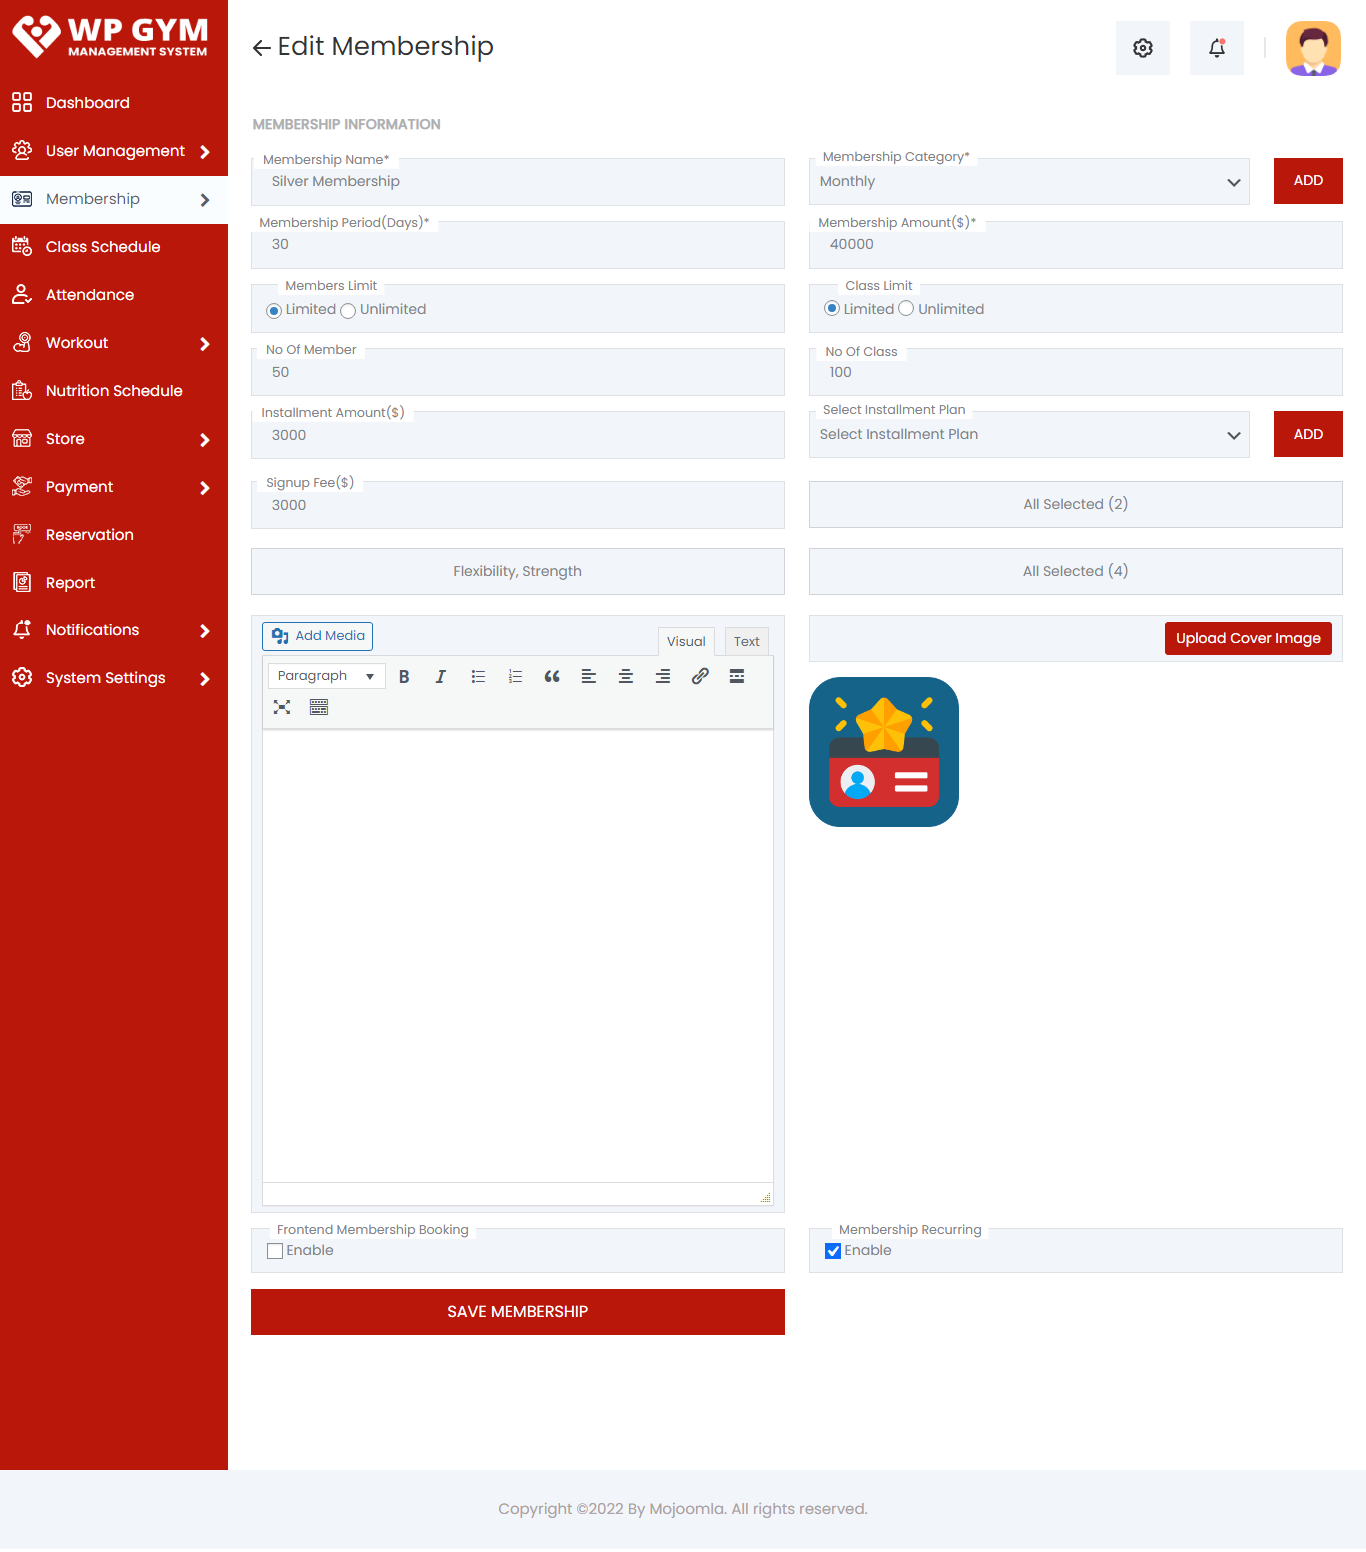 WP GYM
MANAGEMENT SYSTEM
Edit Membership
Dashboard
User Management
Membership
Class Schedule
Attendance
Workout
Nutrition Schedule
Store
Payment
Reservation
Report
Notifications
System Settings
MEMBERSHIP INFORMATION
Membership Name*
Silver Membership
Membership Category*
Monthly
ADD
Membership Period(Days)*
30
Membership Amount($)*
40000
Members Limit
Limited Unlimited
Class Limit
Limited Unlimited
No Of Member
50
No Of Class
100
Installment Amount($)
3000
Select Installment Plan
Select Installment Plan
ADD
Signup Fee($)
3000
All Selected (2)
Flexibility, Strength
All Selected (4)
Add Media
Visual
Text
Paragraph
Upload Cover Image
Frontend Membership Booking
Enable
Membership Recurring
Enable
SAVE MEMBERSHIP
Copyright ©2022 By Mojoomla. All rights reserved.